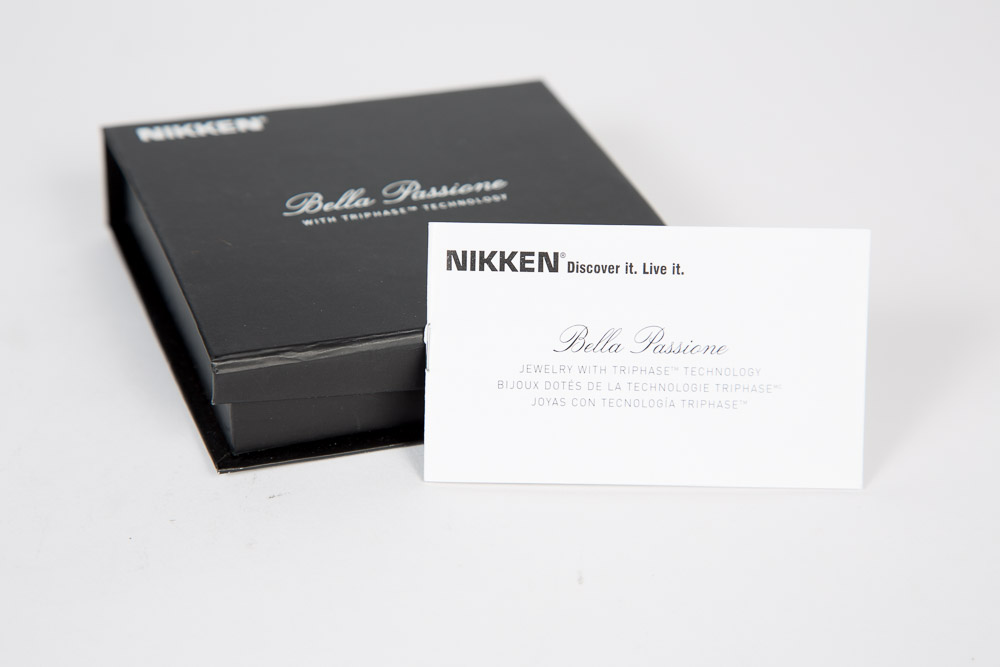 NIKKEN®
Bella Passione
WITH TRIPHASE™ TECHNOLOGY
NIKKEN® Discover it. Live it.
Bella Passione
JEWELRY WITH TRIPHASE™ TECHNOLOGY
BIJOUX DOTÉS DE LA TECHNOLOGIE TRIPHASE™ᶜ
JOYAS CON TECNOLOGÍA TRIPHASE™